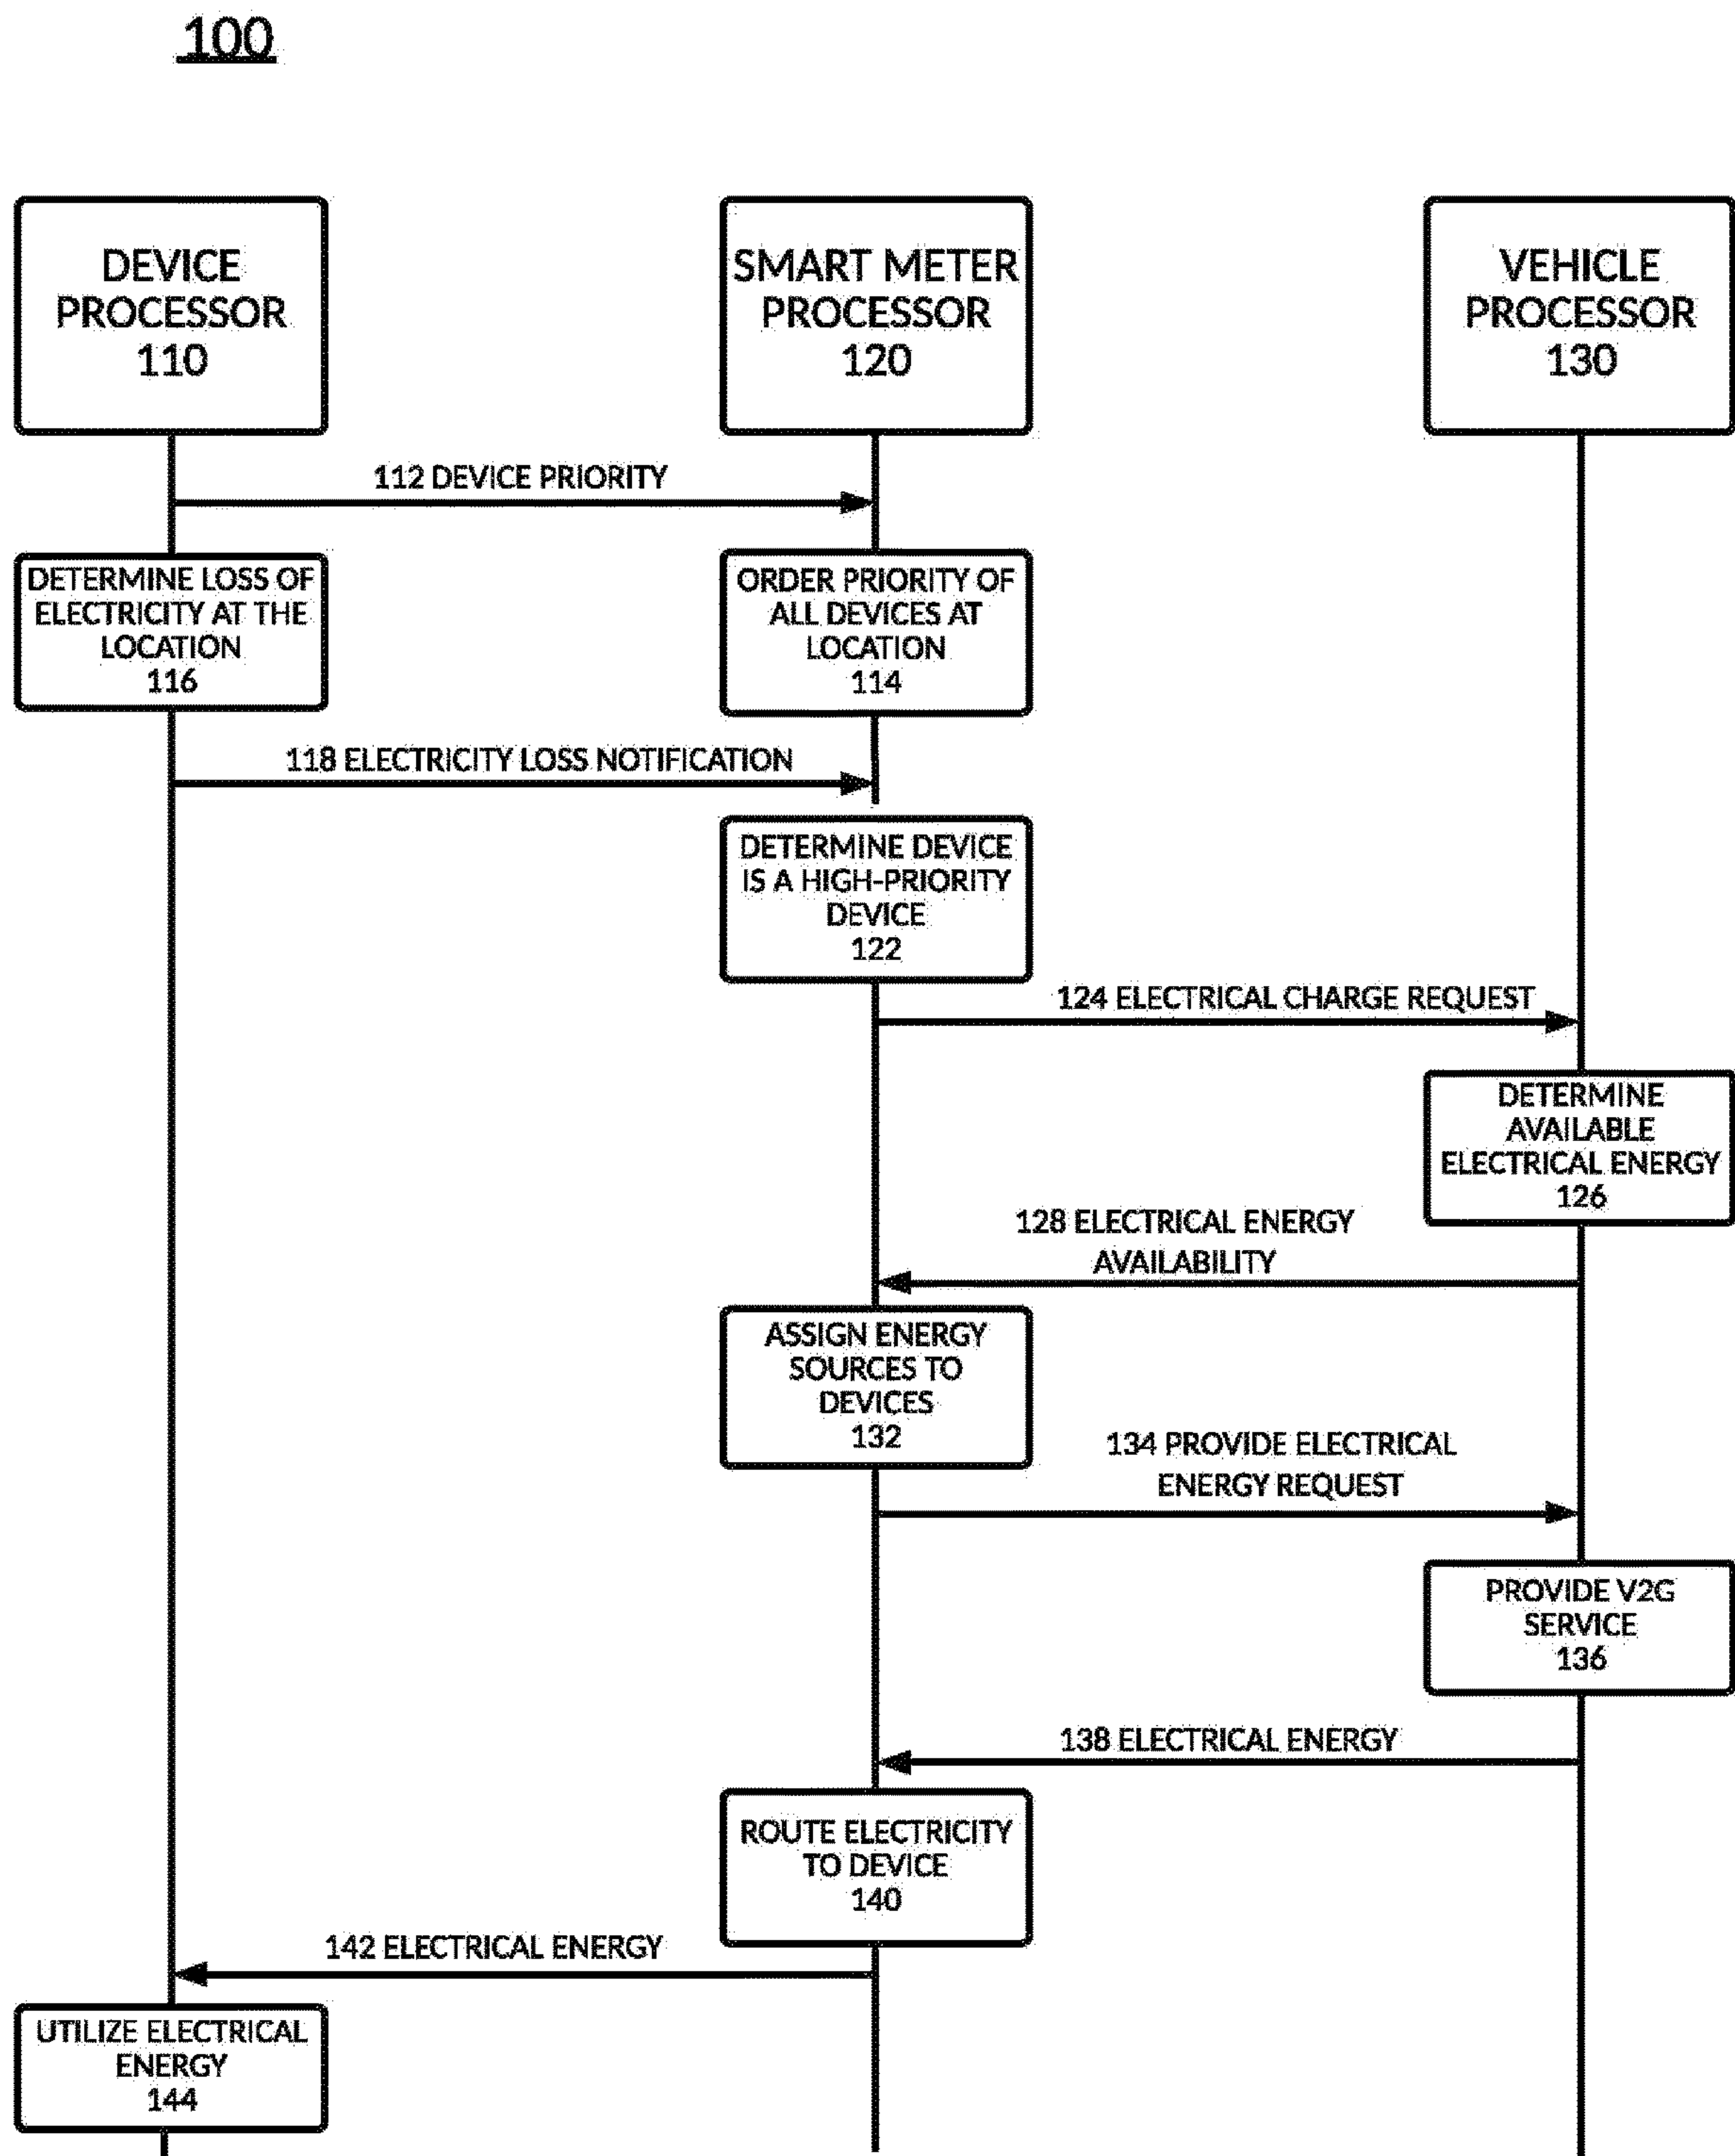 100
DEVICE
PROCESSOR
110
SMART METER
PROCESSOR
120
VEHICLE
PROCESSOR
130
112 DEVICE PRIORITY
DETERMINE LOSS OF
ELECTRICITY AT THE
LOCATION
116
ORDER PRIORITY OF
ALL DEVICES AT
LOCATION
114
118 ELECTRICITY LOSS NOTIFICATION
DETERMINE DEVICE
IS A HIGH-PRIORITY
DEVICE
122
124 ELECTRICAL CHARGE REQUEST
DETERMINE
AVAILABLE
ELECTRICAL ENERGY
126
128 ELECTRICAL ENERGY
AVAILABILITY
ASSIGN ENERGY
SOURCES TO
DEVICES
132
134 PROVIDE ELECTRICAL
ENERGY REQUEST
PROVIDE V2G
SERVICE
136
138 ELECTRICAL ENERGY
ROUTE ELECTRICITY
TO DEVICE
140
142 ELECTRICAL ENERGY
UTILIZE ELECTRICAL
ENERGY
144